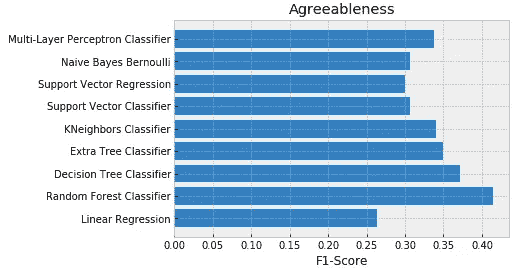 Agreeableness
Multi-Layer Perceptron Classifier
Naive Bayes Bernoulli
Support Vector Regression
Support Vector Classifier
KNeighbors Classifier
Extra Tree Classifier
Decision Tree Classifier
Random Forest Classifier
Linear Regression
0.00 0.05 0.10 0.15 0.20 0.25 0.30 0.35 0.40
F1-Score